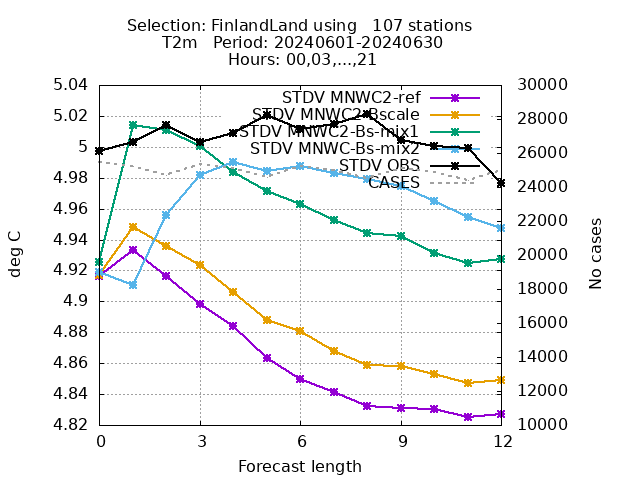 Selection: FinlandLand using   107 stations
T2m   Period: 20240601-20240630
Hours: 00,03,...,21
5.04
5.02
5
4.98
4.96
4.94
4.92
4.9
4.88
4.86
4.84
4.82
deg C
STDV MNWC2-ref
STDV MNWC2-Bscale
STDV MNWC2-Bs-mix1
STDV MNWC-Bs-mix2
STDV OBS
CASES
30000
28000
26000
24000
22000
20000
18000
16000
14000
12000
10000
No cases
0 3 6 9 12
Forecast length